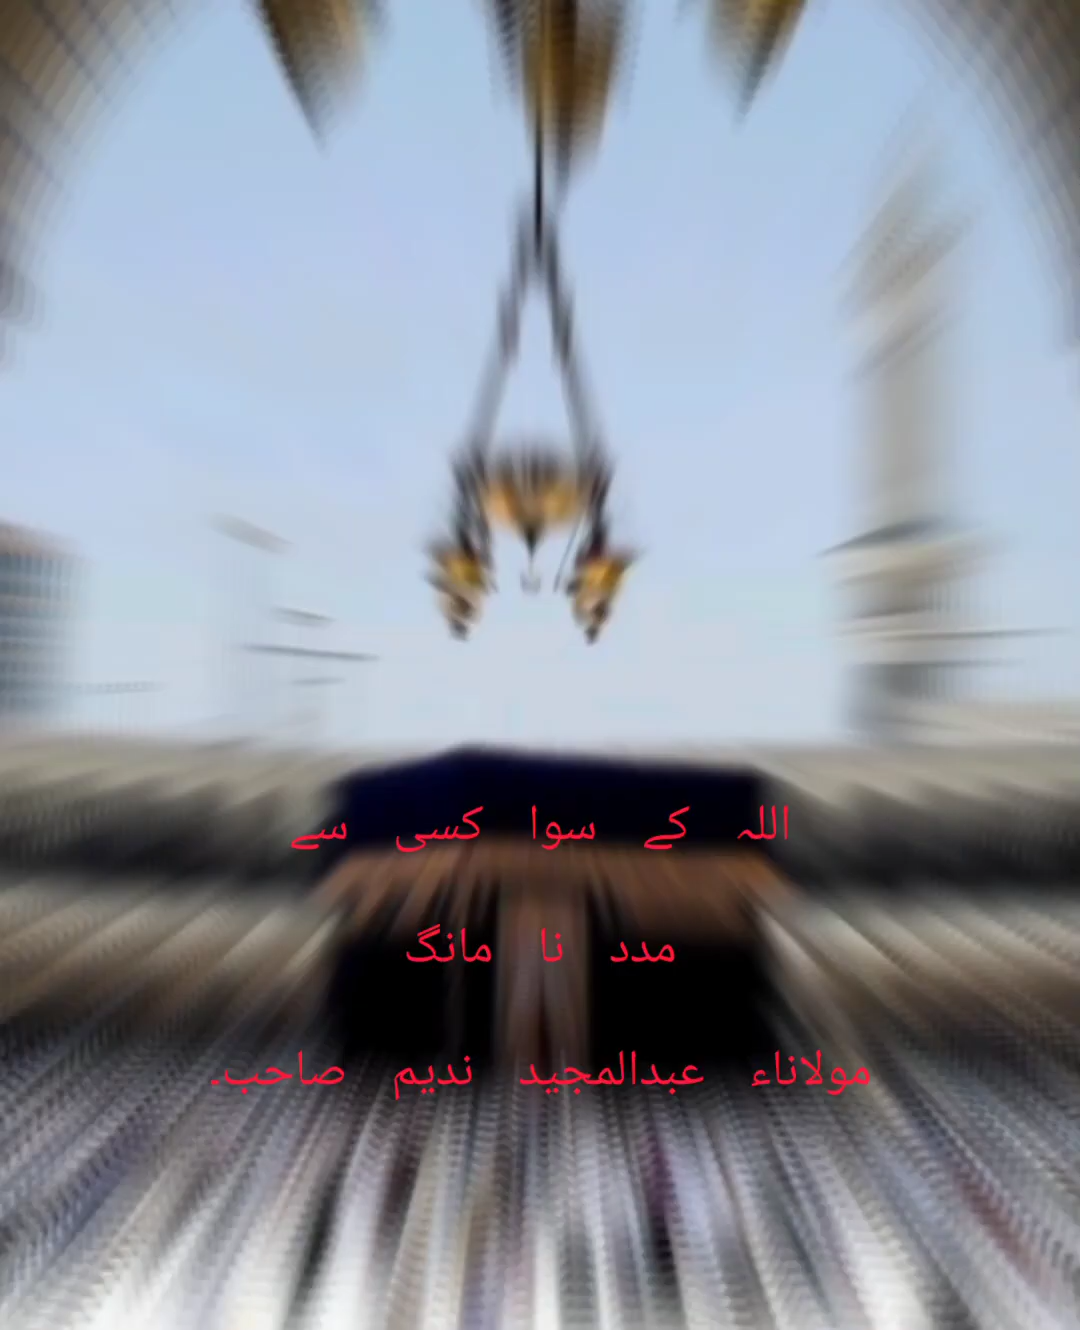 اللہ کے سوا کسی سے
مدد نا مانگ
مولاناء عبدالمجید ندیم صاحب۔